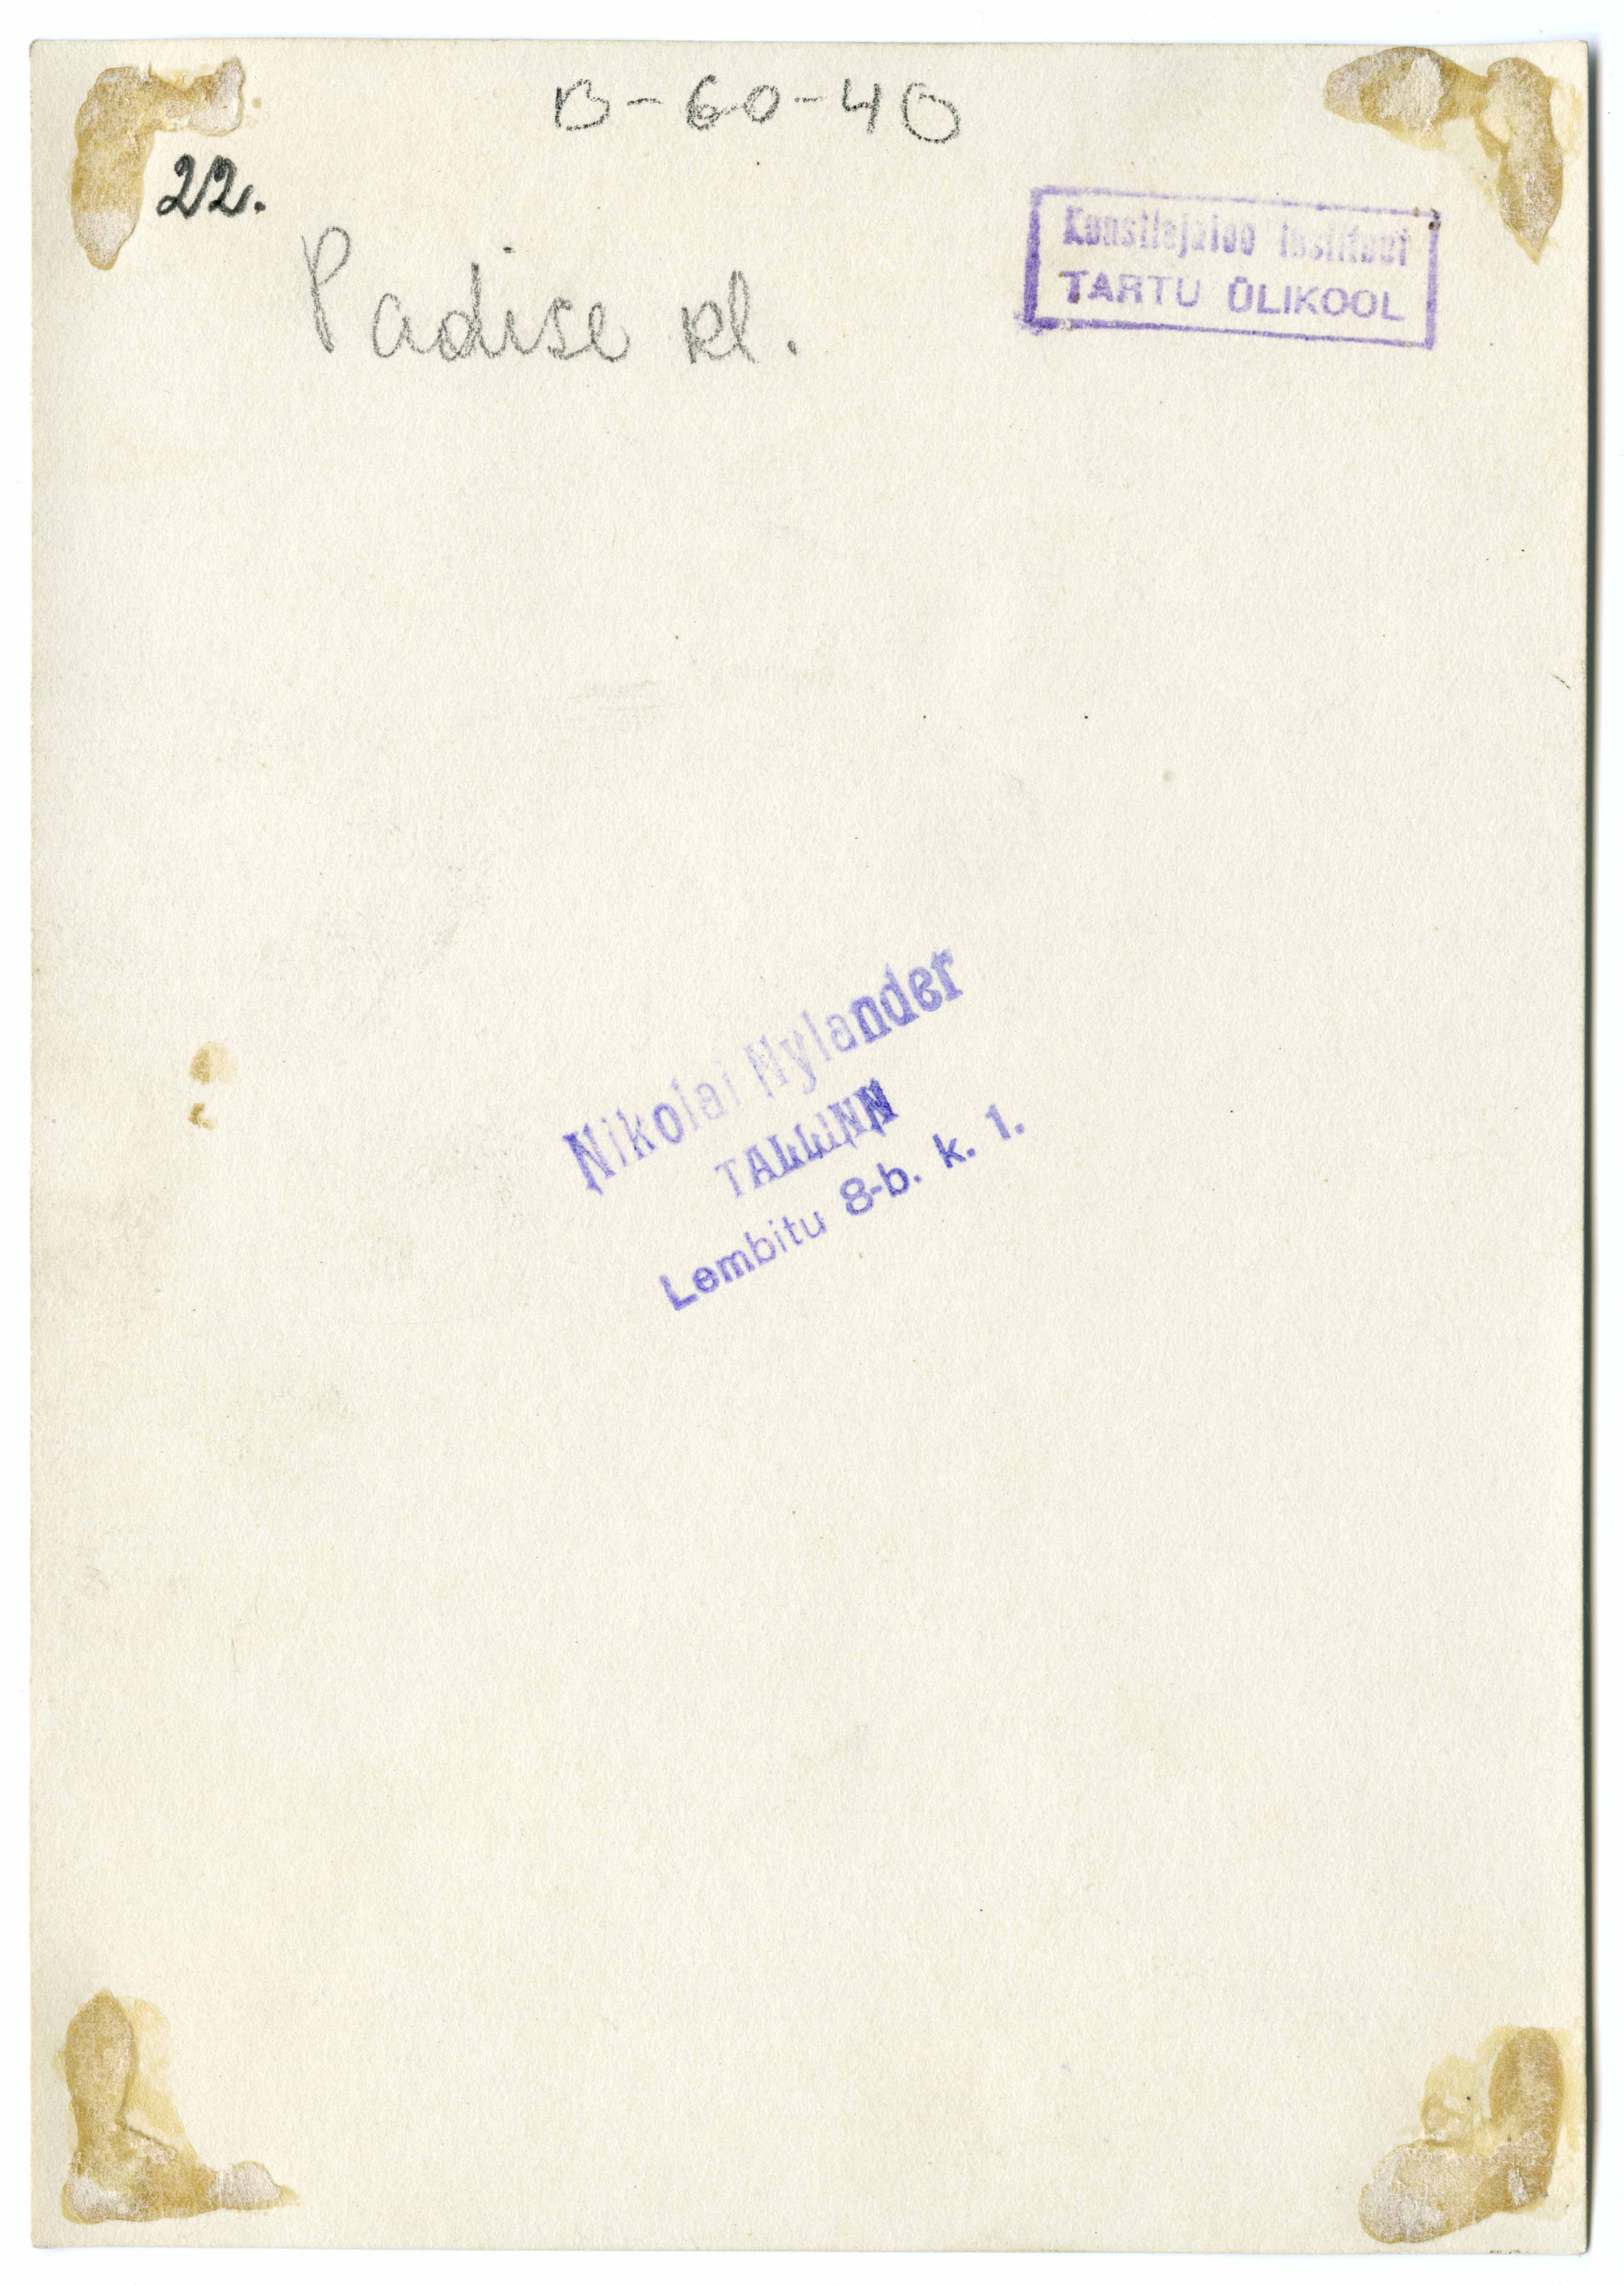 B-60-40
22.
Padise kl.
Kunstiajaloo Instituut
TARTU ÜLIKOOL
Nikolai Nylander
TALLINN
Lembitu 8-b. k. 1.